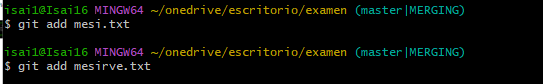 isai1@Isai16 MINGW64 ~/onedrive/escritorio/examen (master|MERGING)
$ git add mesi.txt
isai1@Isai16 MINGW64 ~/onedrive/escritorio/examen (master|MERGING)
$ git add mesirve.txt